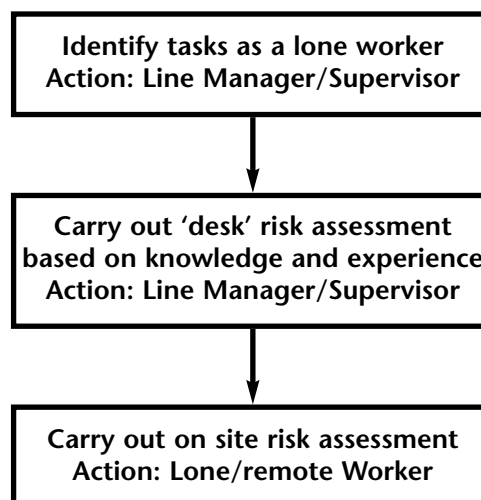 Identify tasks as a lone worker
Action: Line Manager/Supervisor
Carry out ‘desk’ risk assessment
based on knowledge and experience
Action: Line Manager/Supervisor
Carry out on site risk assessment
Action: Lone/remote Worker